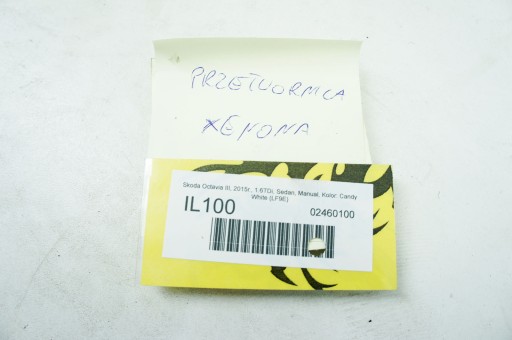 PRZETWORNICA
XENONA
Skoda Octavia III, 2015r., 1.6TDi, Sedan, Manual, Kolor: Candy
White (LF9E)
IL100
02460100